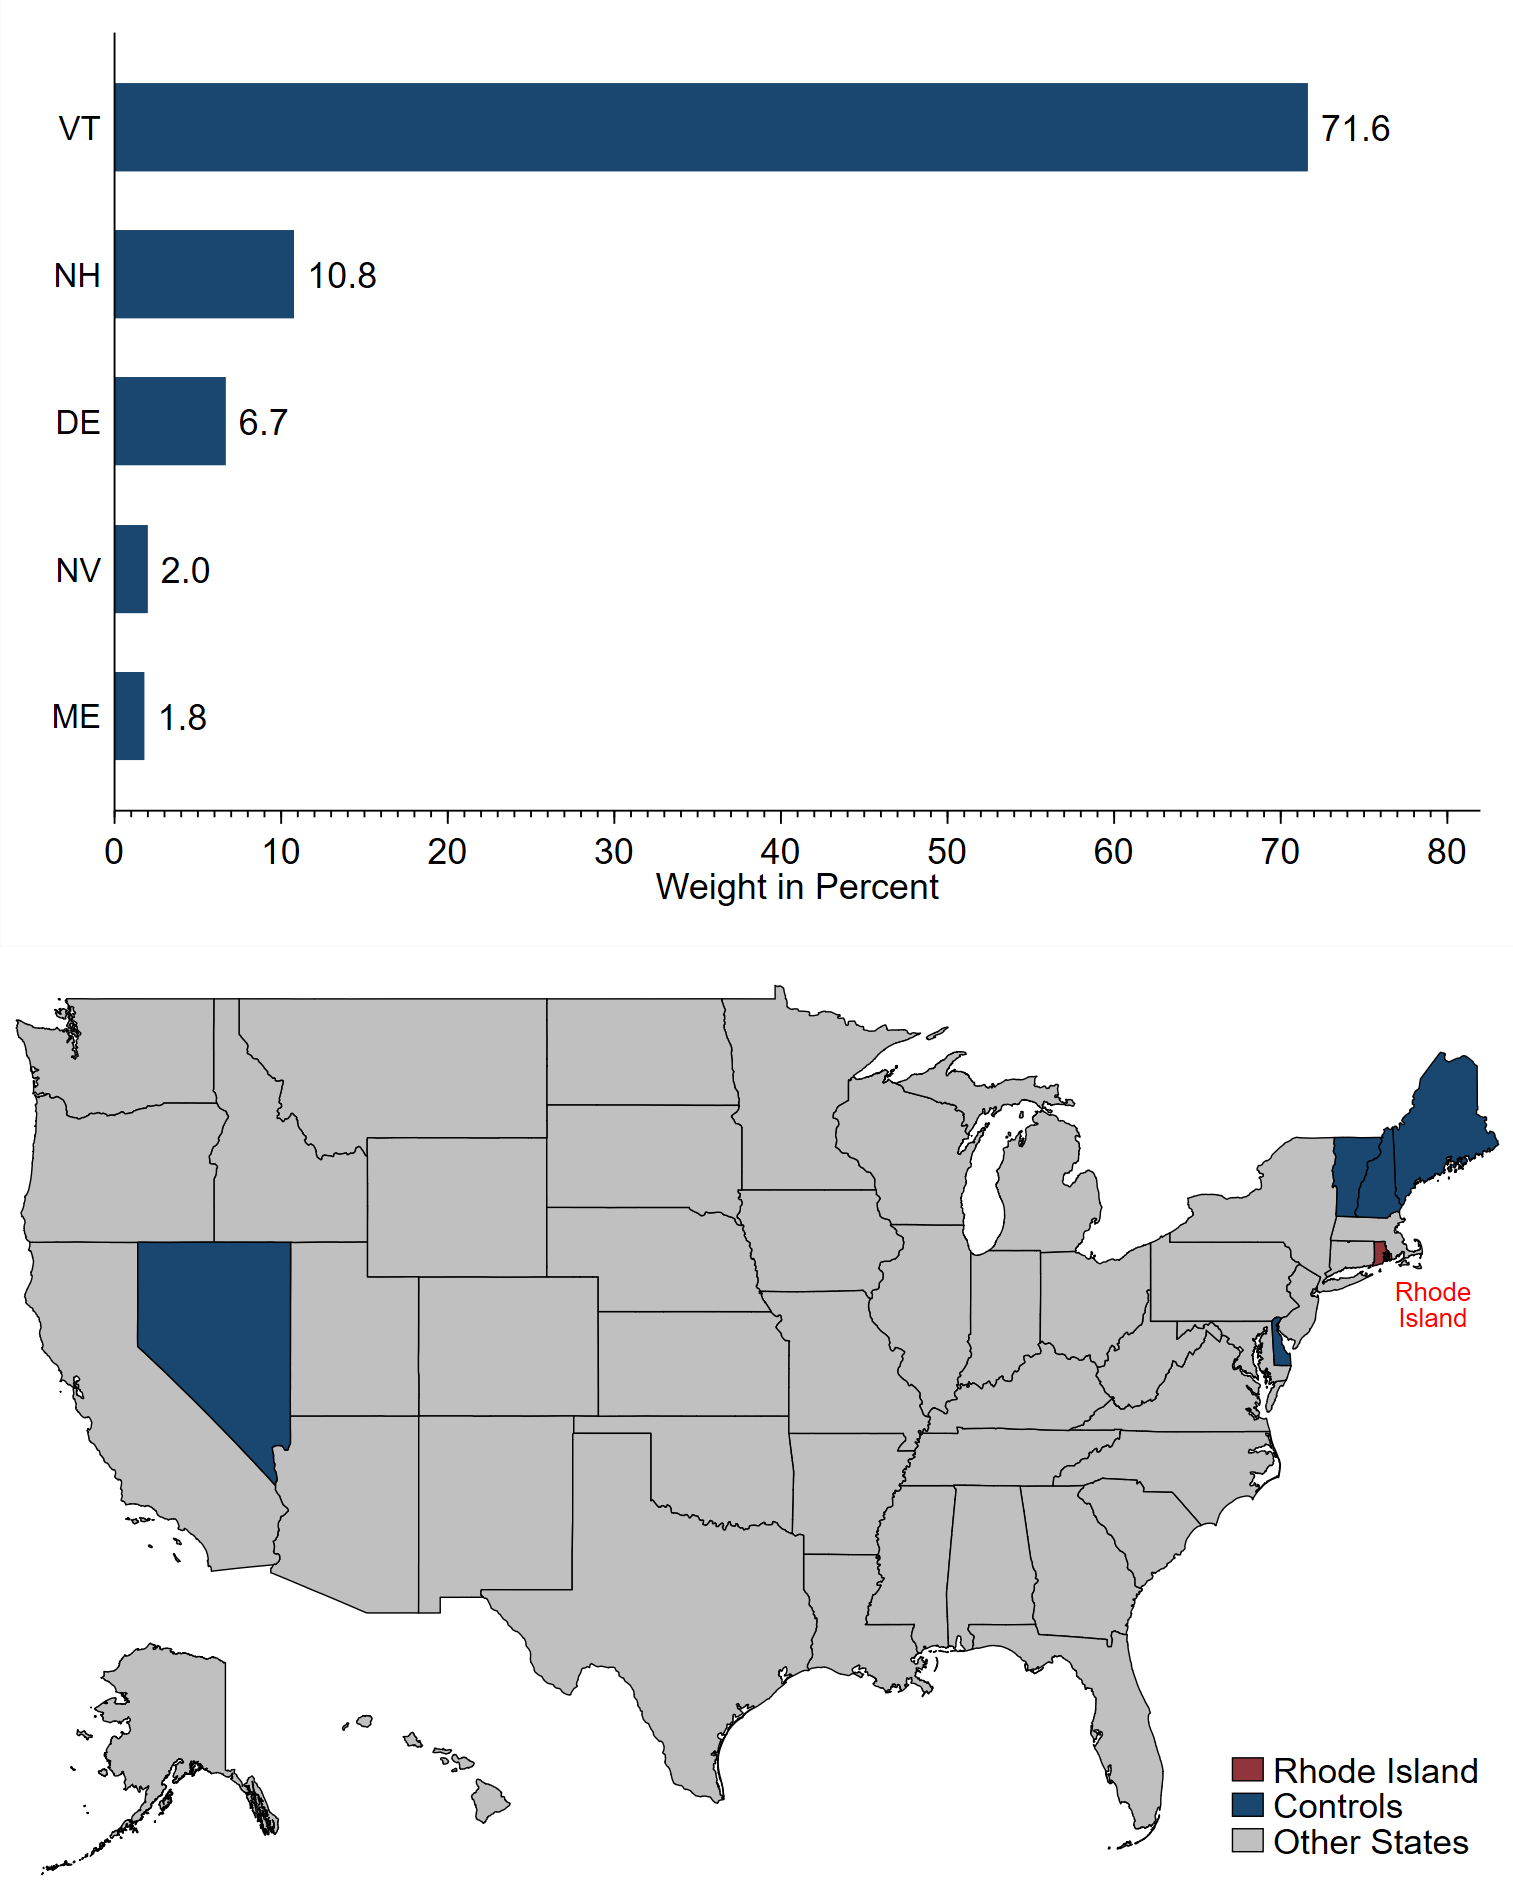 VT 71.6
NH 10.8
DE 6.7
NV 2.0
ME 1.8
0 10 20 30 40 50 60 70 80
Weight in Percent
Rhode
Island
Rhode Island
Controls
Other States